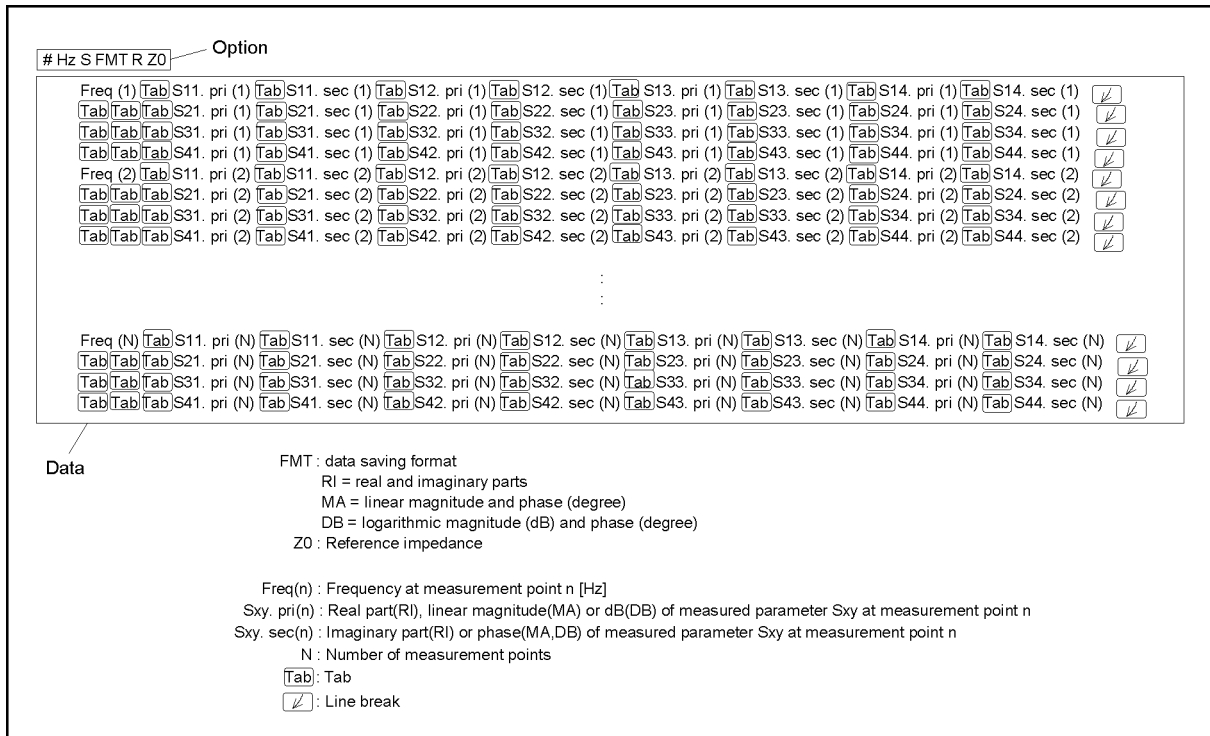 Option
# Hz S FMT R Z0
Freq (1) Tab S11. pri (1) Tab S11. sec (1) Tab S12. pri (1) Tab S12. sec (1) Tab S13. pri (1) Tab S13. sec (1) Tab S14. pri (1) Tab S14. sec (1)
Tab Tab Tab S21. pri (1) Tab S21. sec (1) Tab S22. pri (1) Tab S22. sec (1) Tab S23. pri (1) Tab S23. sec (1) Tab S24. pri (1) Tab S24. sec (1)
Tab Tab Tab S31. pri (1) Tab S31. sec (1) Tab S32. pri (1) Tab S32. sec (1) Tab S33. pri (1) Tab S33. sec (1) Tab S34. pri (1) Tab S34. sec (1)
Tab Tab Tab S41. pri (1) Tab S41. sec (1) Tab S42. pri (1) Tab S42. sec (1) Tab S43. pri (1) Tab S43. sec (1) Tab S44. pri (1) Tab S44. sec (1)
Freq (2) Tab S11. pri (2) Tab S11. sec (2) Tab S12. pri (2) Tab S12. sec (2) Tab S13. pri (2) Tab S13. sec (2) Tab S14. pri (2) Tab S14. sec (2)
Tab Tab Tab S21. pri (2) Tab S21. sec (2) Tab S22. pri (2) Tab S22. sec (2) Tab S23. pri (2) Tab S23. sec (2) Tab S24. pri (2) Tab S24. sec (2)
Tab Tab Tab S31. pri (2) Tab S31. sec (2) Tab S32. pri (2) Tab S32. sec (2) Tab S33. pri (2) Tab S33. sec (2) Tab S34. pri (2) Tab S34. sec (2)
Tab Tab Tab S41. pri (2) Tab S41. sec (2) Tab S42. pri (2) Tab S42. sec (2) Tab S43. pri (2) Tab S43. sec (2) Tab S44. pri (2) Tab S44. sec (2)
:
:
Freq (N) Tab S11. pri (N) Tab S11. sec (N) Tab S12. pri (N) Tab S12. sec (N) Tab S13. pri (N) Tab S13. sec (N) Tab S14. pri (N) Tab S14. sec (N)
Tab Tab Tab S21. pri (N) Tab S21. sec (N) Tab S22. pri (N) Tab S22. sec (N) Tab S23. pri (N) Tab S23. sec (N) Tab S24. pri (N) Tab S24. sec (N)
Tab Tab Tab S31. pri (N) Tab S31. sec (N) Tab S32. pri (N) Tab S32. sec (N) Tab S33. pri (N) Tab S33. sec (N) Tab S34. pri (N) Tab S34. sec (N)
Tab Tab Tab S41. pri (N) Tab S41. sec (N) Tab S42. pri (N) Tab S42. sec (N) Tab S43. pri (N) Tab S43. sec (N) Tab S44. pri (N) Tab S44. sec (N)
Data
FMT : data saving format
RI = real and imaginary parts
MA = linear magnitude and phase (degree)
DB = logarithmic magnitude (dB) and phase (degree)
Z0 : Reference impedance
Freq(n) : Frequency at measurement point n [Hz]
Sxy. pri(n) : Real part(RI), linear magnitude(MA) or dB(DB) of measured parameter Sxy at measurement point n
Sxy. sec(n) : Imaginary part(RI) or phase(MA,DB) of measured parameter Sxy at measurement point n
N : Number of measurement points
Tab : Tab
: Line break